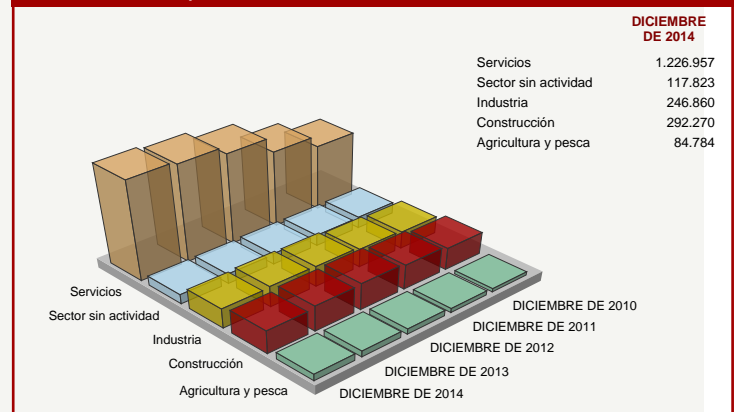 DICIEMBRE
DE 2014
Servicios 1.226.957
Sector sin actividad 117.823
Industria 246.860
Construcción 292.270
Agricultura y pesca 84.784
Servicios
Sector sin actividad
Industria
Construcción
Agricultura y pesca
DICIEMBRE DE 2010
DICIEMBRE DE 2011
DICIEMBRE DE 2012
DICIEMBRE DE 2013
DICIEMBRE DE 2014